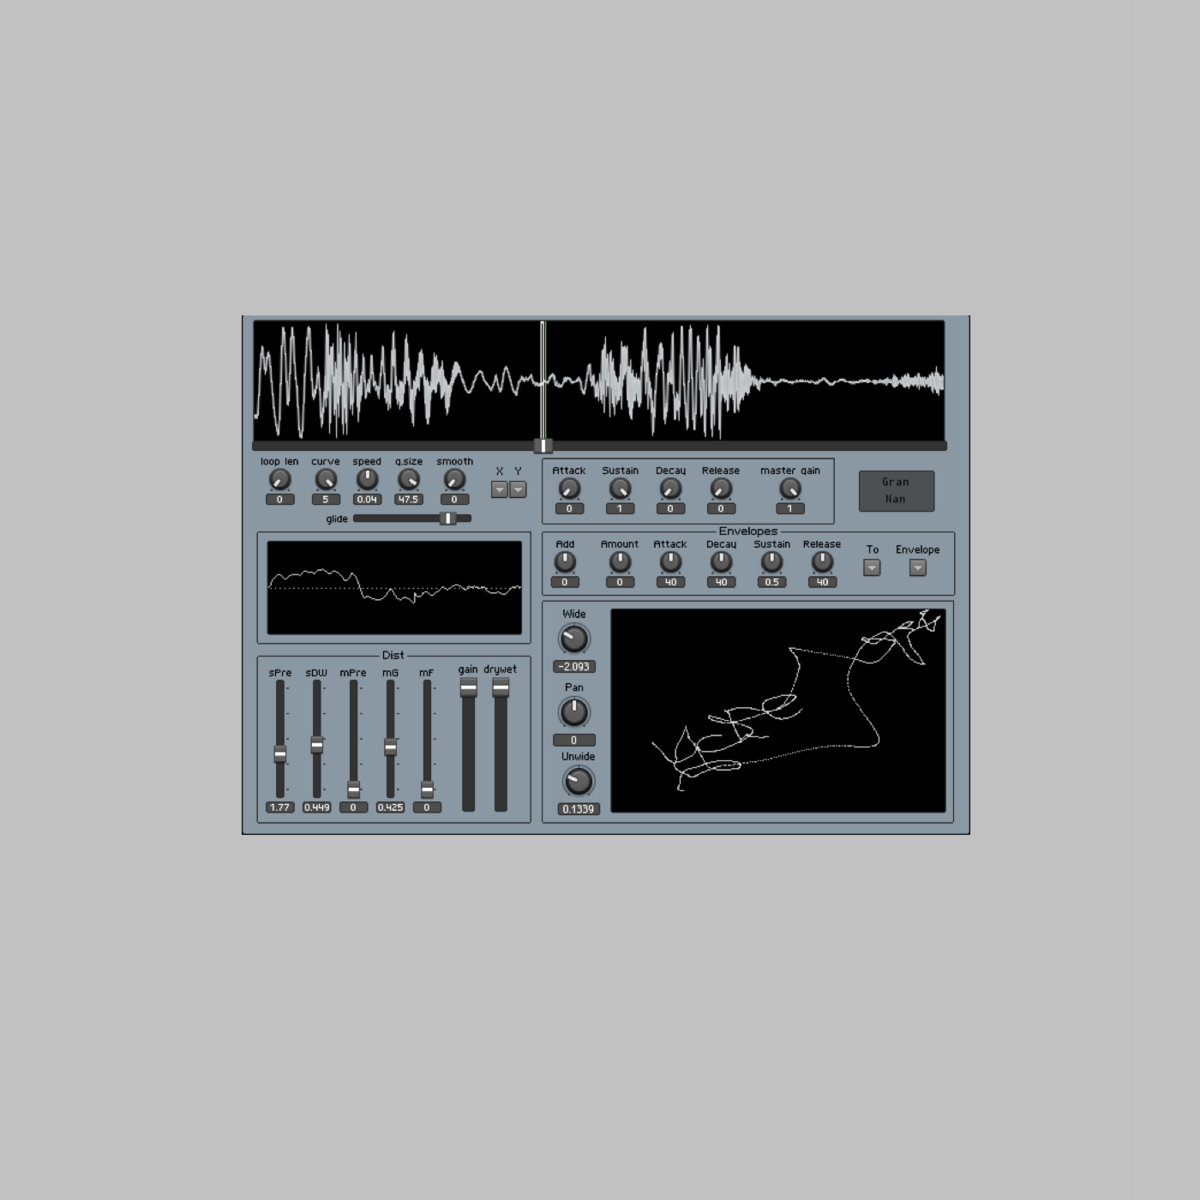 loop len curve speed q.size smooth X Y
0 5 0.04 47.5 0
glide
Attack Sustain Decay Release master gain
0 1 0 0 1
Gran
Nan
Envelopes
Add Amount Attack Decay Sustain Release To Envelope
0 0 40 40 0.5 40
Dist
sPre sDW mPre mG mF gain drywet
1.77 0.449 0 0.425 0
Wide
-2.093
Pan
0
Unwide
0.1339